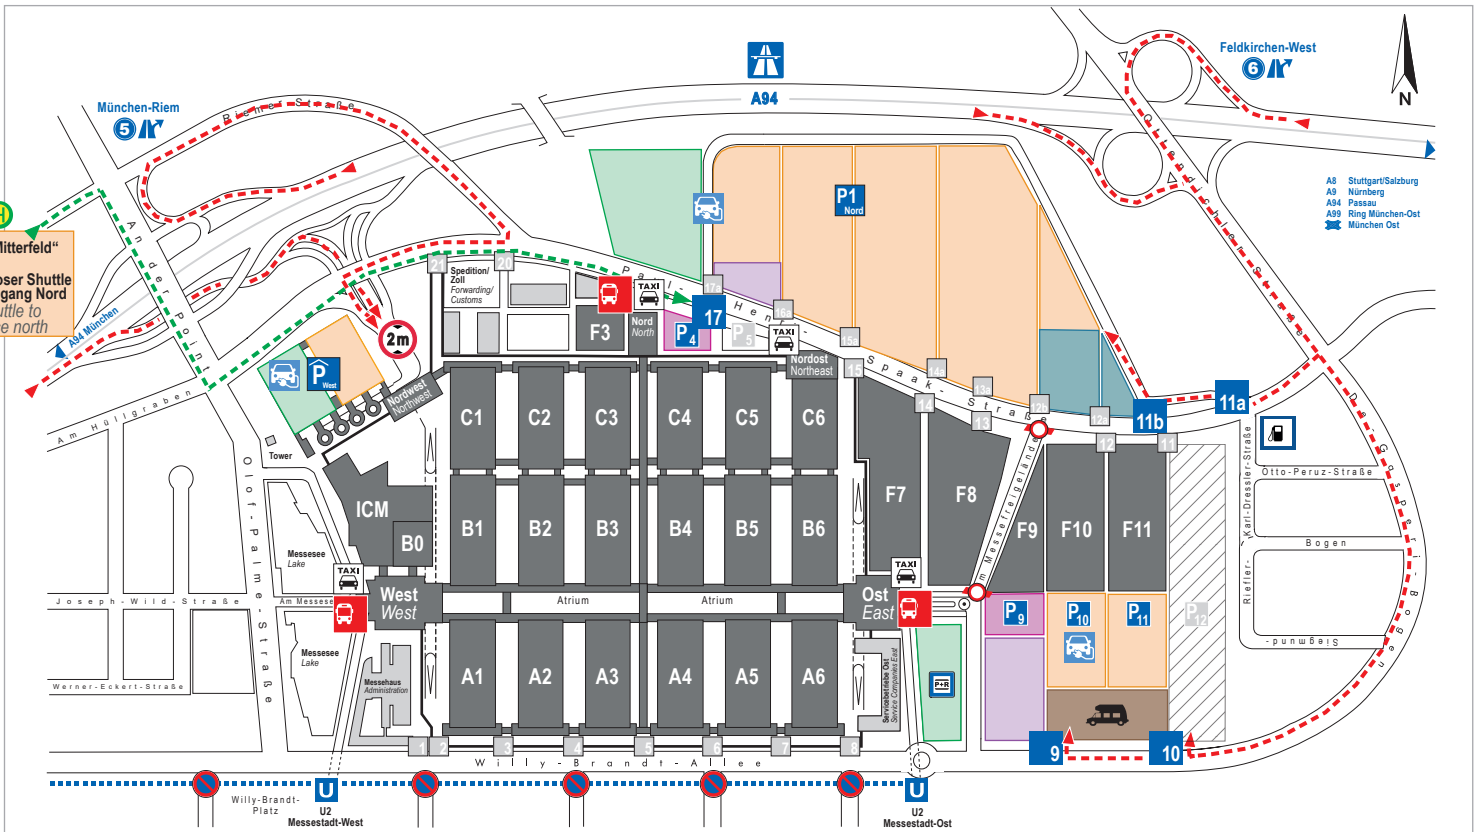 A94
Feldkirchen-West
6
N
München-Riem
5
Riemer Straße
An der Point
Ottendichler Straße
A8 Stuttgart/Salzburg
A9 Nürnberg
A94 Passau
A99 Ring München-Ost
München Ost
H
Mitterfeld“
oser Shuttle
gang Nord
uttle to
ce north
A94 München
P1
Nord
21
20
Spedition/
Zoll
Forwarding/
Customs
Paul-Henri-Spaak-Straße
TAXI
17a
17
16a
15a
14a
13a
12b
12a
11b
11a
F3
Nord
North
P4
P5
TAXI
Nordost
Northeast
15
14
13
12
11
2m
P
West
Nordwest
Northwest
Am Hüllgraben
Tower
Olof-Palme-Straße
C1
C2
C3
C4
C5
C6
B1
B2
B3
B4
B5
B6
A1
A2
A3
A4
A5
A6
ICM
B0
F7
F8
F9
F10
F11
Am Messefreigelände
Karl-Dressler-Straße
Riefler-
Otto-Peruz-Straße
Bogen
Siegmund-
De-Gasperi-Bogen
Messesee
Lake
TAXI
Joseph-Wild-Straße
Am Messesee
West
West
Atrium
Atrium
Ost
East
TAXI
P9
P10
P11
P12
Messesee
Lake
Werner-Eckert-Straße
Messehaus
Administration
Servicebetriebe Ost
Service Companies East
P+R
1
2
3
4
5
6
7
8
9
10
Willy-Brandt-Allee
Willy-Brandt-
Platz
U
U2
Messestadt-West
U
U2
Messestadt-Ost